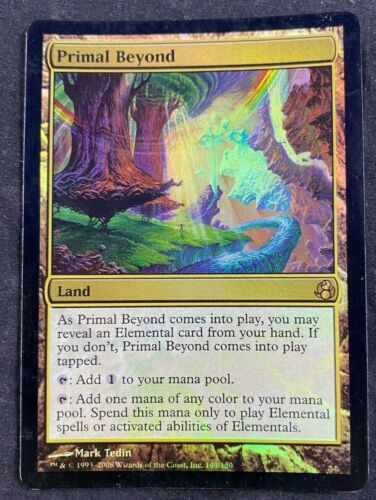 Primal Beyond
Land
As Primal Beyond comes into play, you may
reveal an Elemental card from your hand. If
you don't, Primal Beyond comes into play
tapped.
: Add 1 to your mana pool.
: Add one mana of any color to your mana
pool. Spend this mana only to play Elemental
spells or activated abilities of Elementals.
Mark Tedin
™ & © 1993–2008 Wizards of the Coast, Inc. 149/150